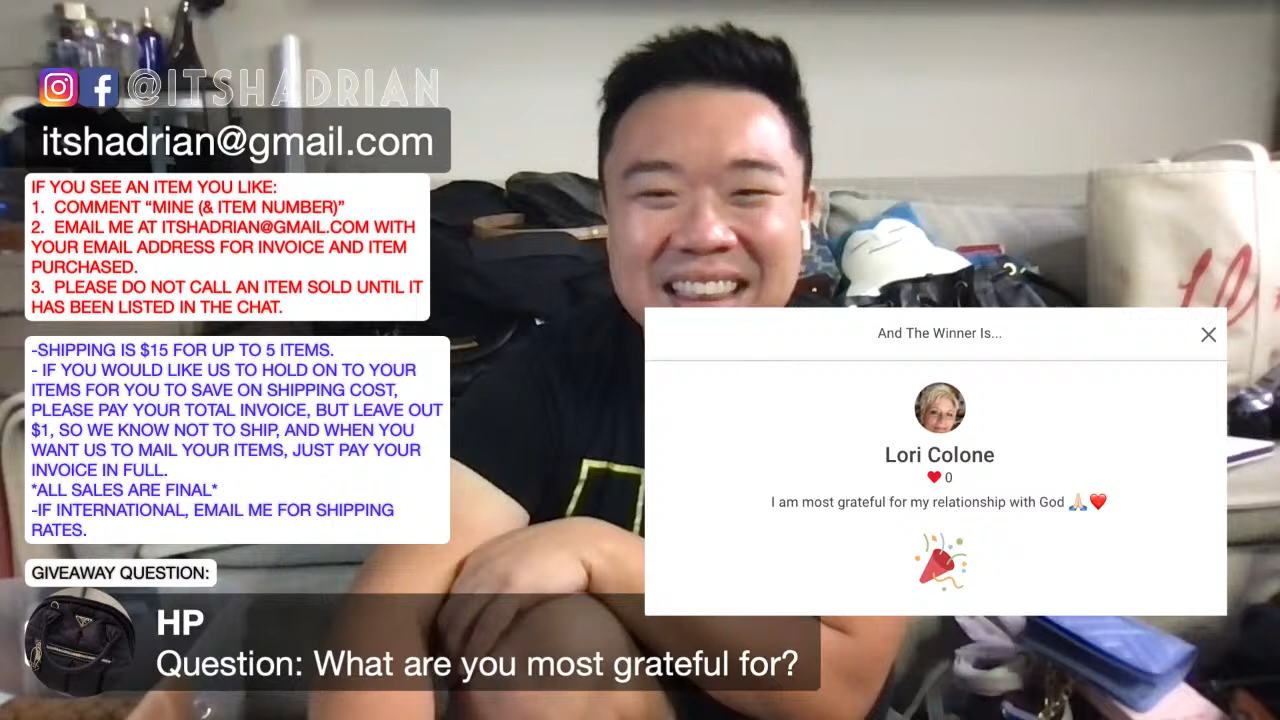 @ITSHADRIAN
itshadrian@gmail.com
IF YOU SEE AN ITEM YOU LIKE:
1. COMMENT “MINE (& ITEM NUMBER)”
2. EMAIL ME AT ITSHADRIAN@GMAIL.COM WITH
YOUR EMAIL ADDRESS FOR INVOICE AND ITEM
PURCHASED.
3. PLEASE DO NOT CALL AN ITEM SOLD UNTIL IT
HAS BEEN LISTED IN THE CHAT.
-SHIPPING IS $15 FOR UP TO 5 ITEMS.
- IF YOU WOULD LIKE US TO HOLD ON TO YOUR
ITEMS FOR YOU TO SAVE ON SHIPPING COST,
PLEASE PAY YOUR TOTAL INVOICE, BUT LEAVE OUT
$1, SO WE KNOW NOT TO SHIP, AND WHEN YOU
WANT US TO MAIL YOUR ITEMS, JUST PAY YOUR
INVOICE IN FULL.
*ALL SALES ARE FINAL*
-IF INTERNATIONAL, EMAIL ME FOR SHIPPING
RATES.
And The Winner Is...
Lori Colone
0
I am most grateful for my relationship with God 🙏🏻❤️
GIVEAWAY QUESTION:
HP
Question: What are you most grateful for?